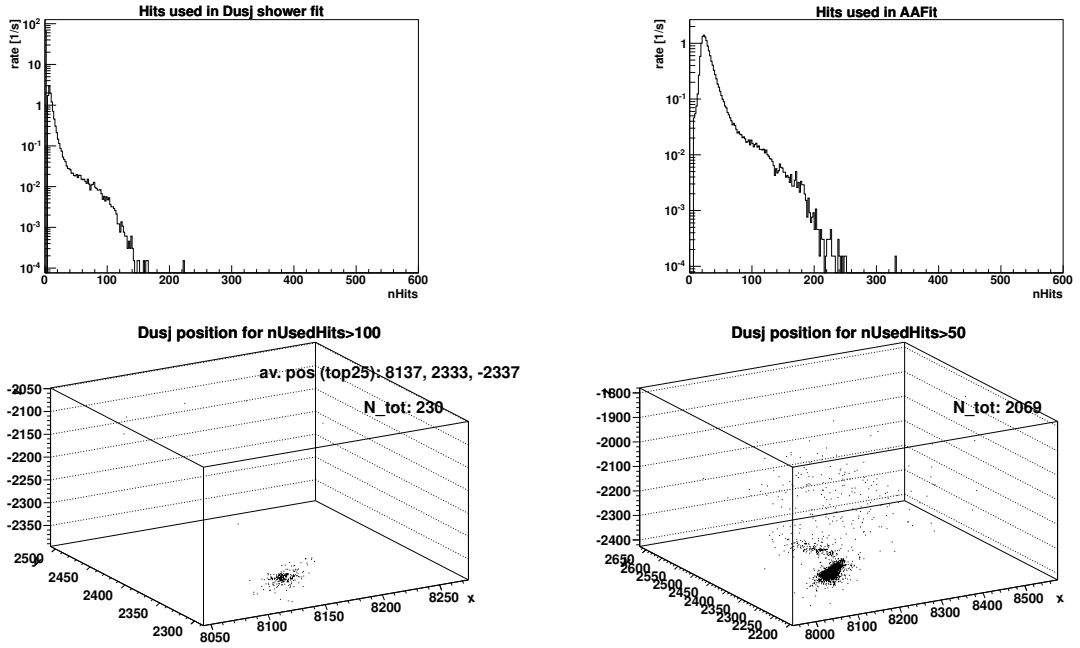 Hits used in Dusj shower fit
rate [1/s]
10^2
10
1
10^-1
10^-2
10^-3
10^-4
0 100 200 300 400 500 600
nHits
Hits used in AAFit
rate [1/s]
1
10^-1
10^-2
10^-3
10^-4
0 100 200 300 400 500 600
nHits
Dusj position for nUsedHits>100
av. pos (top25): 8137, 2333, -2337
N_tot: 230
-2050
-2100
-2150
-2200
-2250
-2300
-2350
2500
2450
2400
2350
2300
8050 8100 8150 8200 8250 x
Dusj position for nUsedHits>50
N_tot: 2069
-1800
-1900
-2000
-2100
-2200
-2300
-2400
2650
2600
2550
2500
2450
2400
2350
2300
2250
2200
8000 8100 8200 8300 8400 8500 x